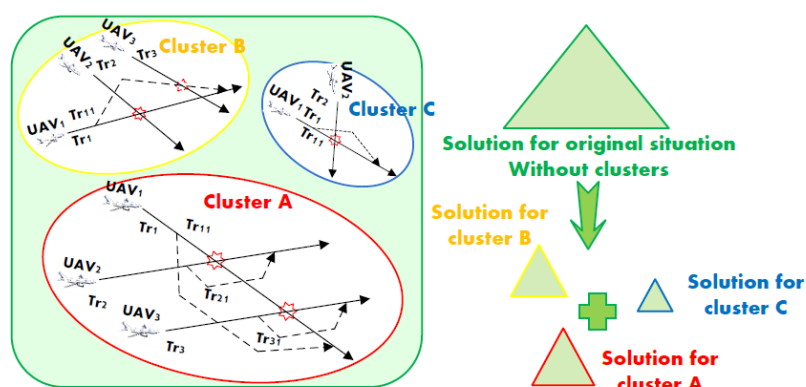 UAV3
Tr3
Cluster B
UAV2
Tr2
Tr11
UAV1
Tr1
UAV2
Cluster C
Tr2
UAV1
Tr1
Tr11
UAV1
Cluster A
Tr1
Tr11
UAV2
Tr2
Tr21
UAV3
Tr3
Tr31
Solution for original situation
Without clusters
Solution for
cluster B
Solution for
cluster C
Solution for
cluster A